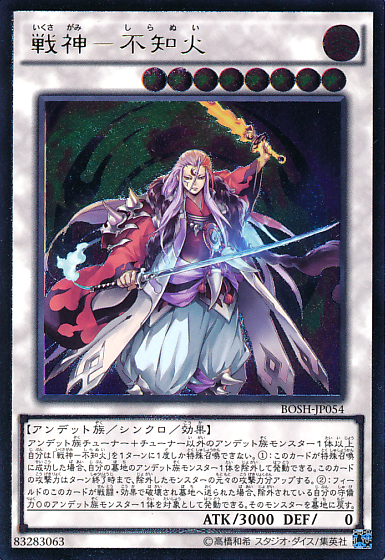 いくさ がみ しら ぬい
戦神－不知火
BOSH-JP054
【アンデット族／シンクロ／効果】
アンデット族チューナー＋チューナー以外のアンデット族モンスター１体以上
自分は「戦神－不知火」を１ターンに１度しか特殊召喚できない。①：このカードが特殊召喚
に成功した場合、自分の墓地のアンデット族モンスター１体を除外して発動できる。このカード
の攻撃力はターン終了時まで、除外したモンスターの元々の攻撃力分アップする。②：フィー
ルドのこのカードが戦闘・効果で破壊され墓地へ送られた場合、除外されている自分の守備
力０のアンデット族モンスター１体を対象として発動できる。そのモンスターを墓地に戻す。
ATK/3000 DEF/ 0
83283063 ©高橋和希 スタジオ・ダイス/集英社